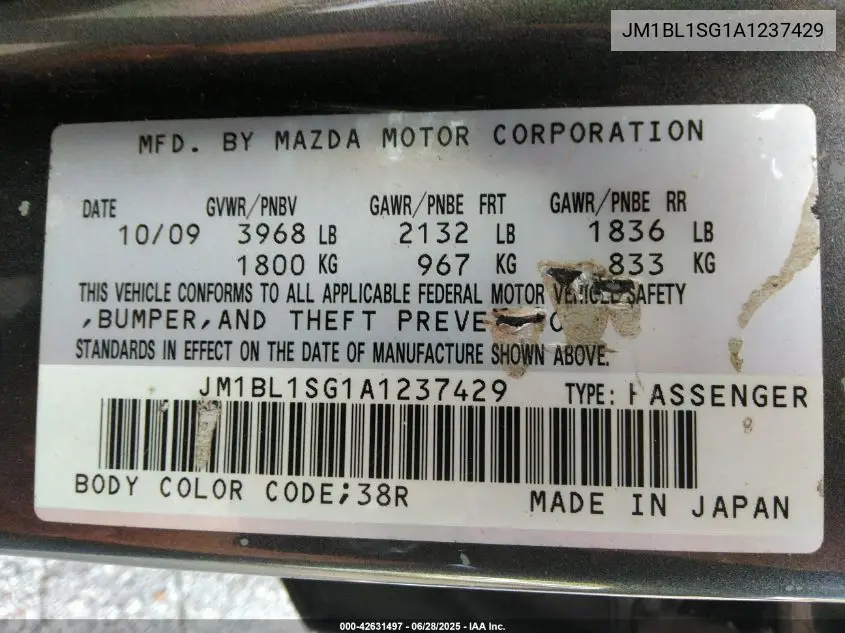 JM1BL1SG1A1237429
MFD. BY MAZDA MOTOR CORPORATION
DATE GVWR/PNBV GAWR/PNBE FRT GAWR/PNBE RR
10/09 3968 LB 2132 LB 1836 LB
1800 KG 967 KG 833 KG
THIS VEHICLE CONFORMS TO ALL APPLICABLE FEDERAL MOTOR VEHICLE SAFETY
,BUMPER,AND THEFT
STANDARDS IN EFFECT ON THE DATE OF MANUFACTURE SHOWN ABOVE.
JM1BL1SG1A1237429 TYPE: PASSENGER
BODY COLOR CODE;38R MADE IN JAPAN
000-42631497 - 06/28/2025 - IAA Inc.